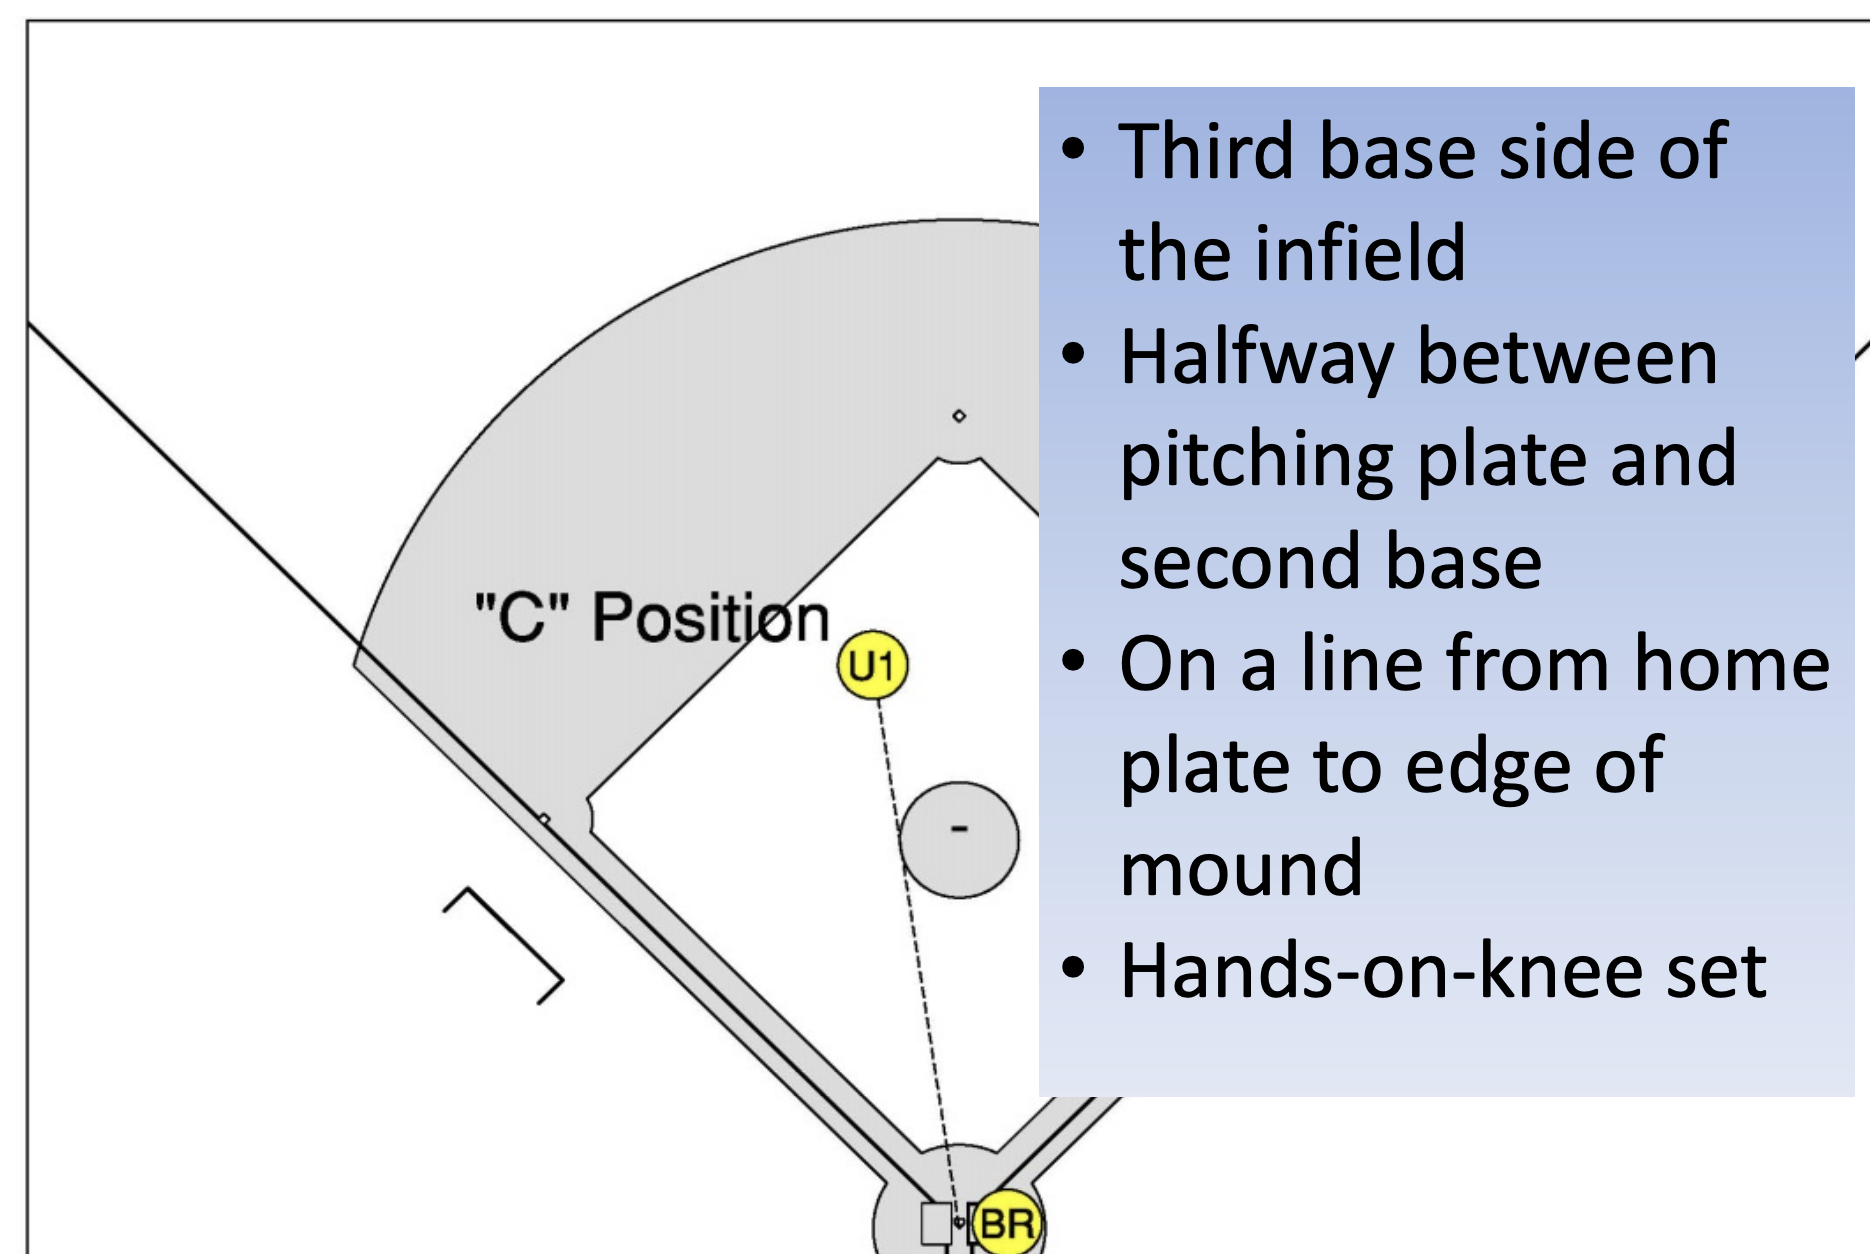 • Third base side of
the infield
• Halfway between
pitching plate and
second base
• On a line from home
plate to edge of
mound
• Hands-on-knee set
"C" Position
U1
BR